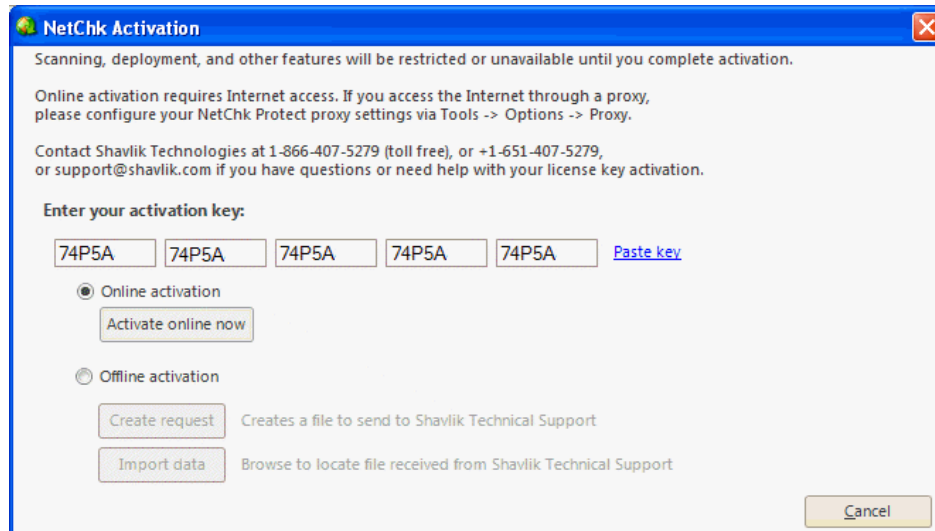 NetChk Activation
Scanning, deployment, and other features will be restricted or unavailable until you complete activation.
Online activation requires Internet access. If you access the Internet through a proxy,
please configure your NetChk Protect proxy settings via Tools -> Options -> Proxy.
Contact Shavlik Technologies at 1-866-407-5279 (toll free), or +1-651-407-5279,
or support@shavlik.com if you have questions or need help with your license key activation.
Enter your activation key:
74P5A 74P5A 74P5A 74P5A 74P5A Paste key
Online activation
Activate online now
Offline activation
Create request Creates a file to send to Shavlik Technical Support
Import data Browse to locate file received from Shavlik Technical Support
Cancel